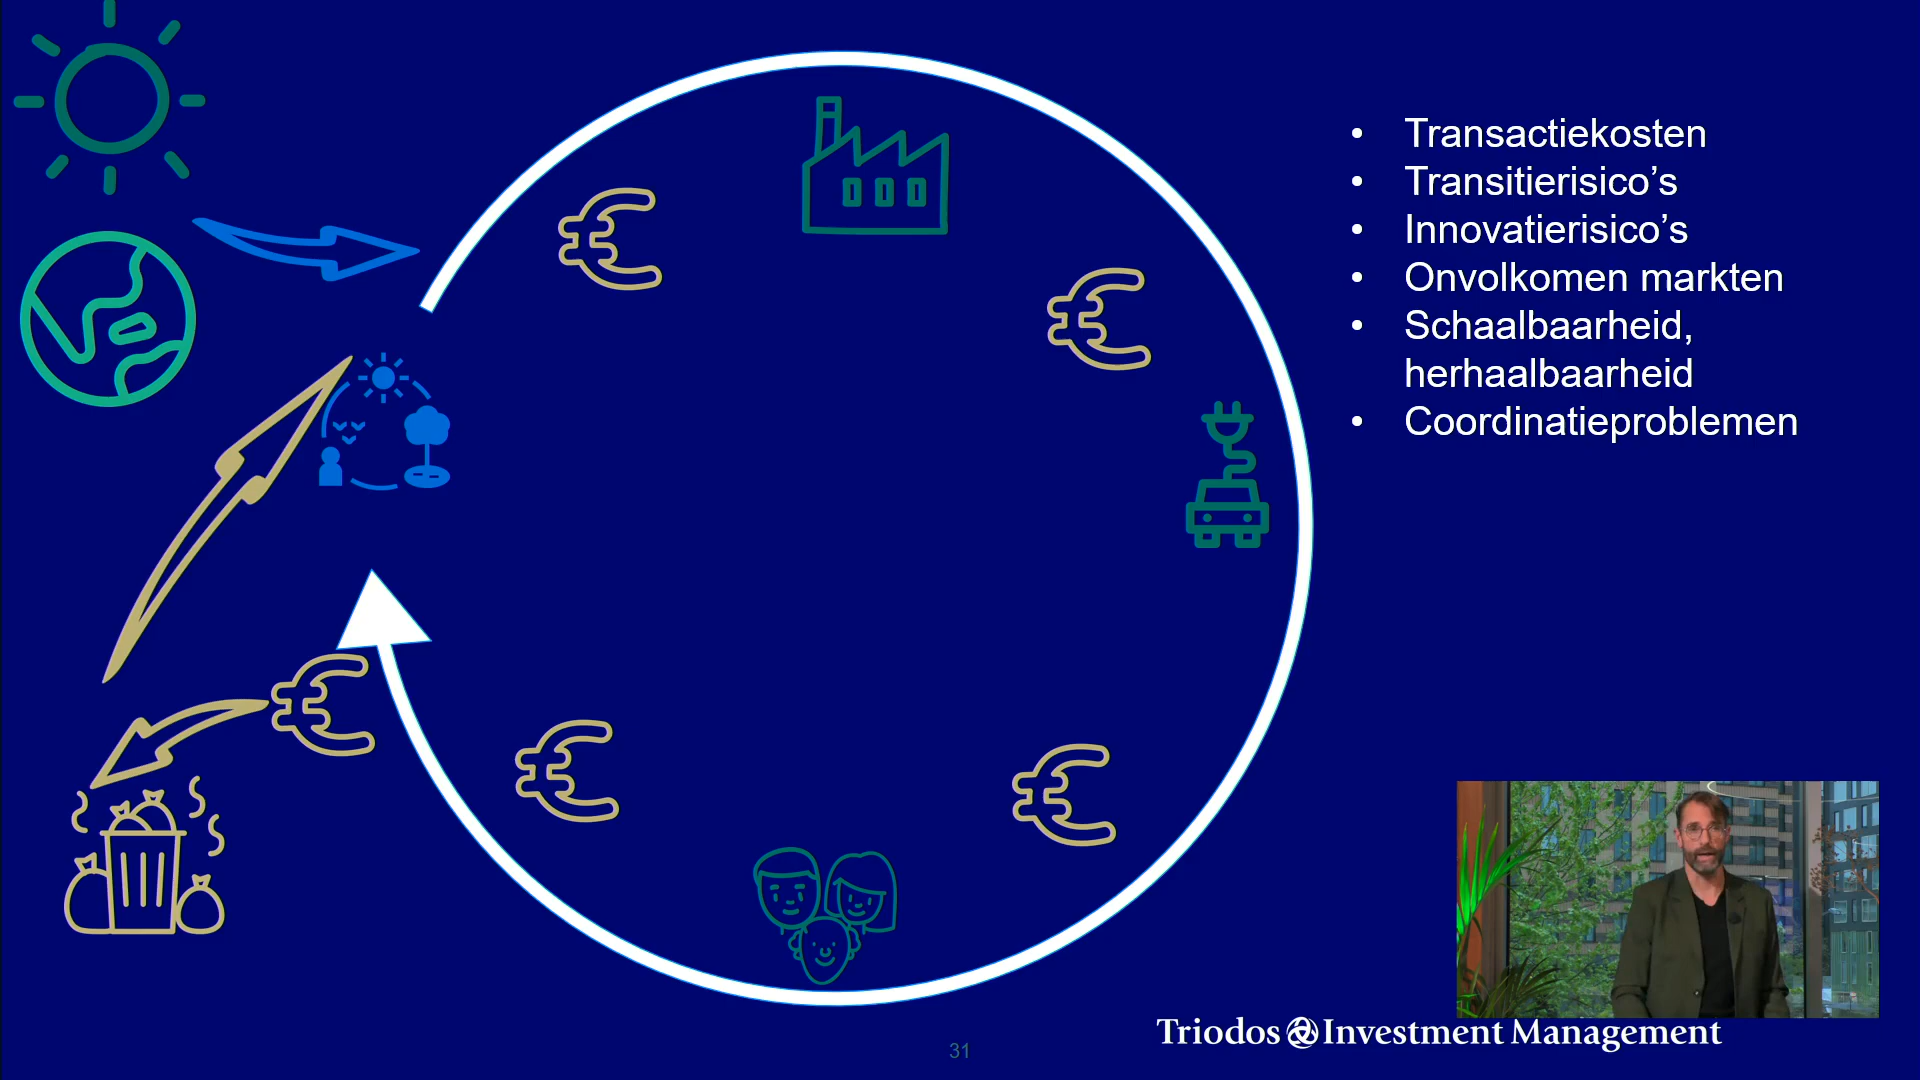 • Transactiekosten
• Transitierisico’s
• Innovatierisico’s
• Onvolkomen markten
• Schaalbaarheid,
herhaalbaarheid
• Coordinatieproblemen
Triodos Investment Management
31